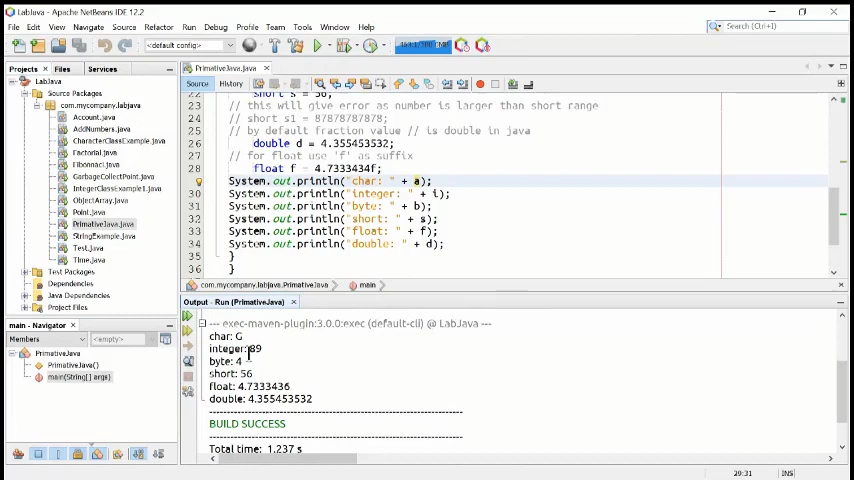 LabJava - Apache NetBeans IDE 12.2
File Edit View Navigate Source Refactor Run Debug Profile Team Tools Window Help
Search (Ctrl+I)
<default config>
Projects Files Services
PrimativeJava.java
Source History
LabJava
Source Packages
com.mycompany.labjava
Account.java
AddNumbers.java
CharacterClassExample.java
Factorial.java
Fibonaci.java
GarbageCollectPoint.java
IntegerClassExample1.java
ObjectArray.java
Point.java
PrimativeJava.java
StringExample.java
Test.java
Time.java
Test Packages
Dependencies
Java Dependencies
Project Files
22 short s = 56;
23 // this will give error as number is larger than short range
24 // short s1 = 87878787878;
25 // by default fraction value // is double in java
26 double d = 4.355453532;
27 // for float use 'f' as suffix
28 float f = 4.7333434f;
System.out.println("char: " + a);
30 System.out.println("integer: " + i);
31 System.out.println("byte: " + b);
32 System.out.println("short: " + s);
33 System.out.println("float: " + f);
34 System.out.println("double: " + d);
35 }
36 }
com.mycompany.labjava.PrimativeJava main
main - Navigator
Members <empty>
PrimativeJava
PrimativeJava()
main(String[] args)
Output - Run (PrimativeJava)
--- exec-maven-plugin:3.0.0:exec (default-cli) @ LabJava ---
char: G
integer: 89
byte: 4
short: 56
float: 4.7333436
double: 4.355453532
------------------------------------------------------------------------
BUILD SUCCESS
------------------------------------------------------------------------
Total time: 1.237 s
29:31 INS